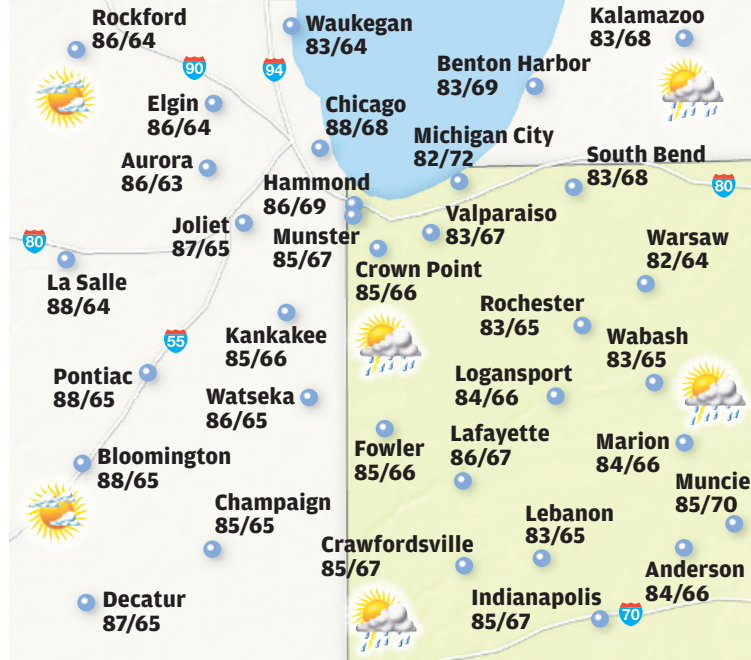 Rockford
86/64
Waukegan
83/64
Kalamazoo
83/68
90
94
Benton Harbor
83/69
Elgin
86/64
Chicago
88/68
Michigan City
82/72
Aurora
86/63
South Bend
83/68
Hammond
86/69
80
Joliet
87/65
Munster
85/67
Valparaiso
83/67
80
Warsaw
82/64
La Salle
88/64
Crown Point
85/66
Rochester
83/65
Kankakee
85/66
55
Wabash
83/65
Pontiac
88/65
Watseka
86/65
Logansport
84/66
Fowler
85/66
Lafayette
86/67
Marion
84/66
Bloomington
88/65
Muncie
85/70
Champaign
85/65
Lebanon
83/65
Crawfordsville
85/67
Anderson
84/66
Decatur
87/65
Indianapolis
85/67
70